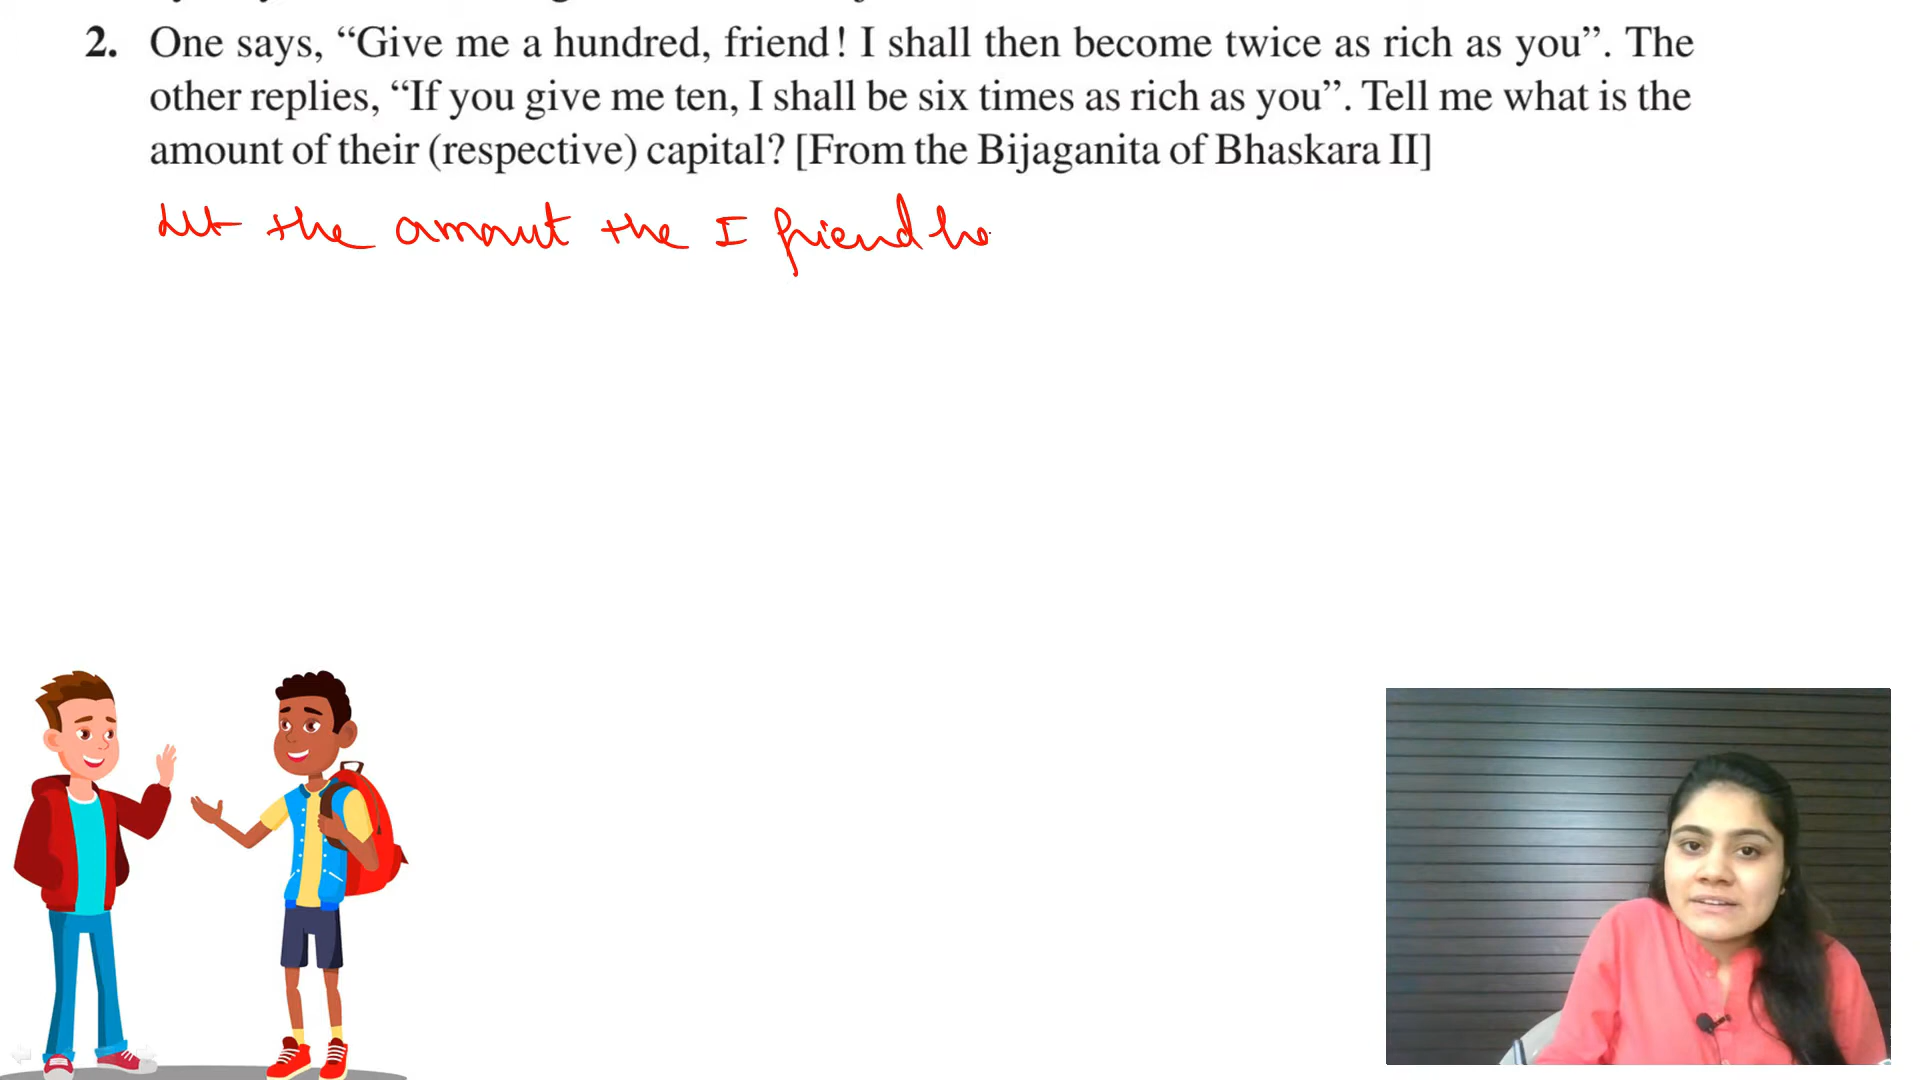 2. One says, “Give me a hundred, friend! I shall then become twice as rich as you”. The
other replies, “If you give me ten, I shall be six times as rich as you”. Tell me what is the
amount of their (respective) capital? [From the Bijaganita of Bhaskara II]
Let the amount the I friend ha